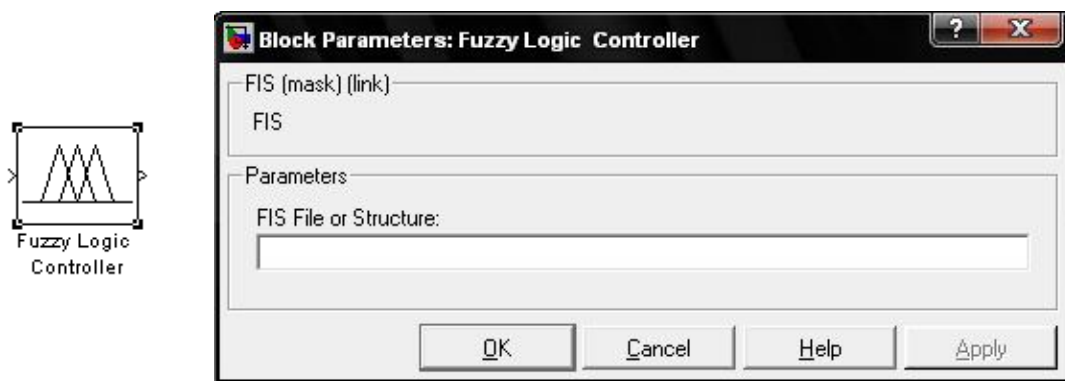 Fuzzy Logic
Controller
Block Parameters: Fuzzy Logic Controller
?
X
FIS (mask) (link)
FIS
Parameters
FIS File or Structure:
OK
Cancel
Help
Apply